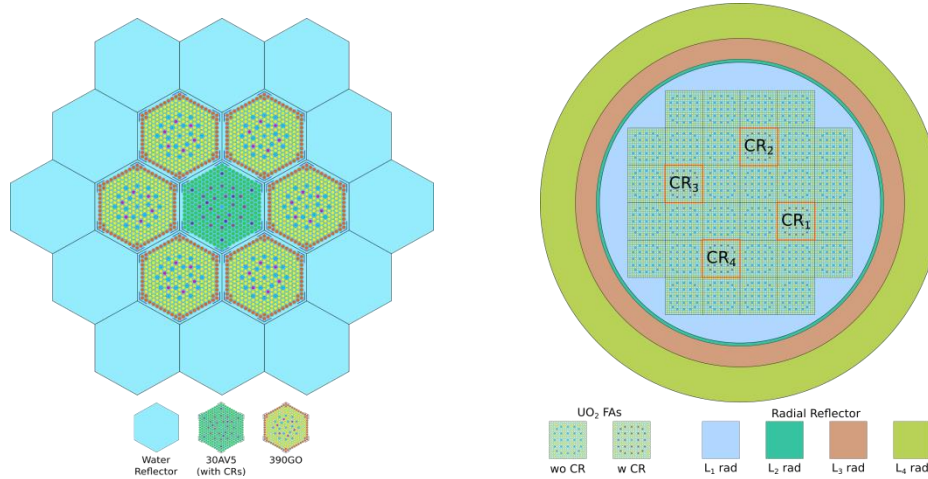 CR₂
CR₃
CR₁
CR₄
Water
Reflector
30AV5
(with CRs)
390GO
UO₂ FAs
Radial Reflector
wo CR
w CR
L₁ rad
L₂ rad
L₃ rad
L₄ rad